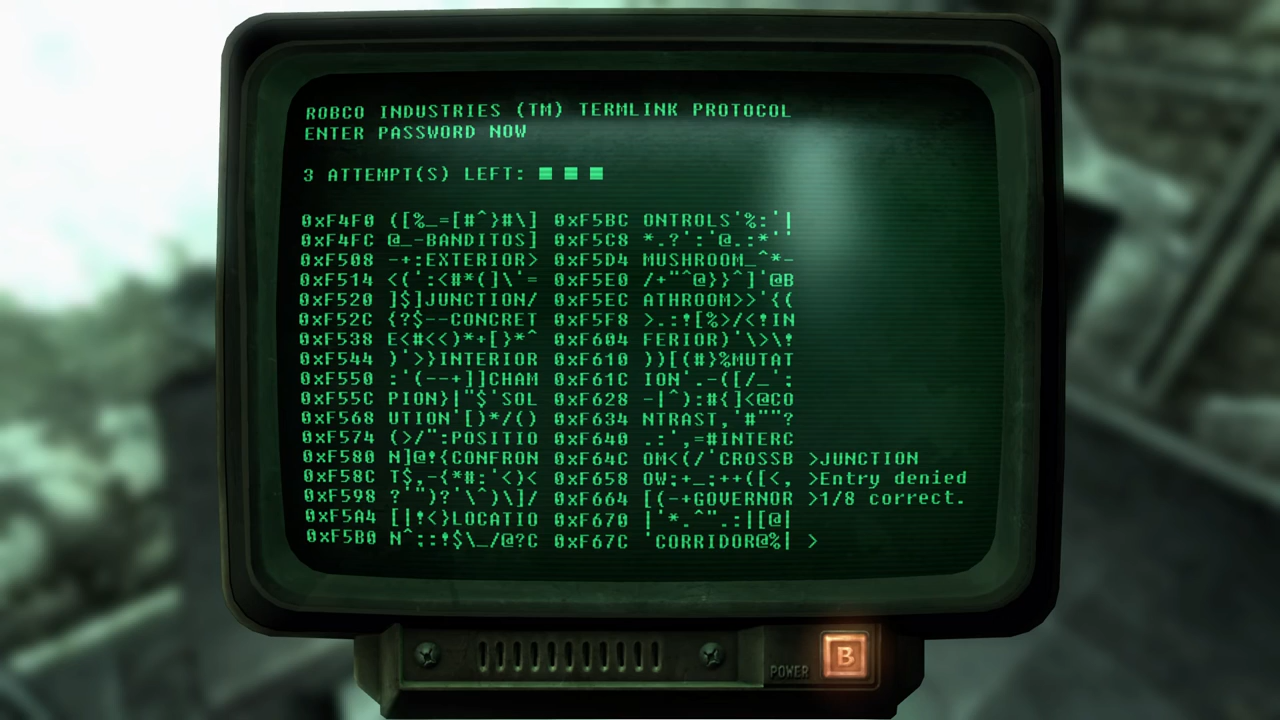 ROBCO INDUSTRIES (TM) TERMLINK PROTOCOL
ENTER PASSWORD NOW
3 ATTEMPT(S) LEFT: ■ ■ ■
0xF4F0 ([%_=[#^}#\] 0xF5BC ONTROLS'%:'|
0xF4FC @_-BANDITOS] 0xF5C8 *.?':'@.:*''
0xF508 -+:EXTERIOR> 0xF5D4 MUSHROOM_^*-
0xF514 <(':<#*(]\'= 0xF5E0 /+"^@}}^]'@B
0xF520 ]$]JUNCTION/ 0xF5EC ATHROOM>>'{(
0xF52C {?$--CONCRET 0xF5F8 >.:![%>/<!IN
0xF538 E<#<<)*+[}*^ 0xF604 FERIOR)'\>\!
0xF544 )'>}INTERIOR 0xF610 ))[(#}%MUTAT
0xF550 :'(--+]]CHAM 0xF61C ION'.-([/_';
0xF55C PION}|"$'SOL 0xF628 -|^):#{]<@CO
0xF568 UTION'[)*/() 0xF634 NTRAST,'#""?
0xF574 (>/":POSITIO 0xF640 .:',=#INTERC
0xF580 N]@!{CONFRON 0xF64C OM<(/'CROSSB >JUNCTION
0xF58C T$,-{*#:'<)< 0xF658 OW;+_;++([<, >Entry denied
0xF598 ?'")?'\^)\]/ 0xF664 [(-+GOVERNOR >1/8 correct.
0xF5A4 [|!<}LOCATIO 0xF670 |'*.^".:|[@|
0xF5B0 N^;:!$\_/@?C 0xF67C 'CORRIDOR@%| >
POWER
B